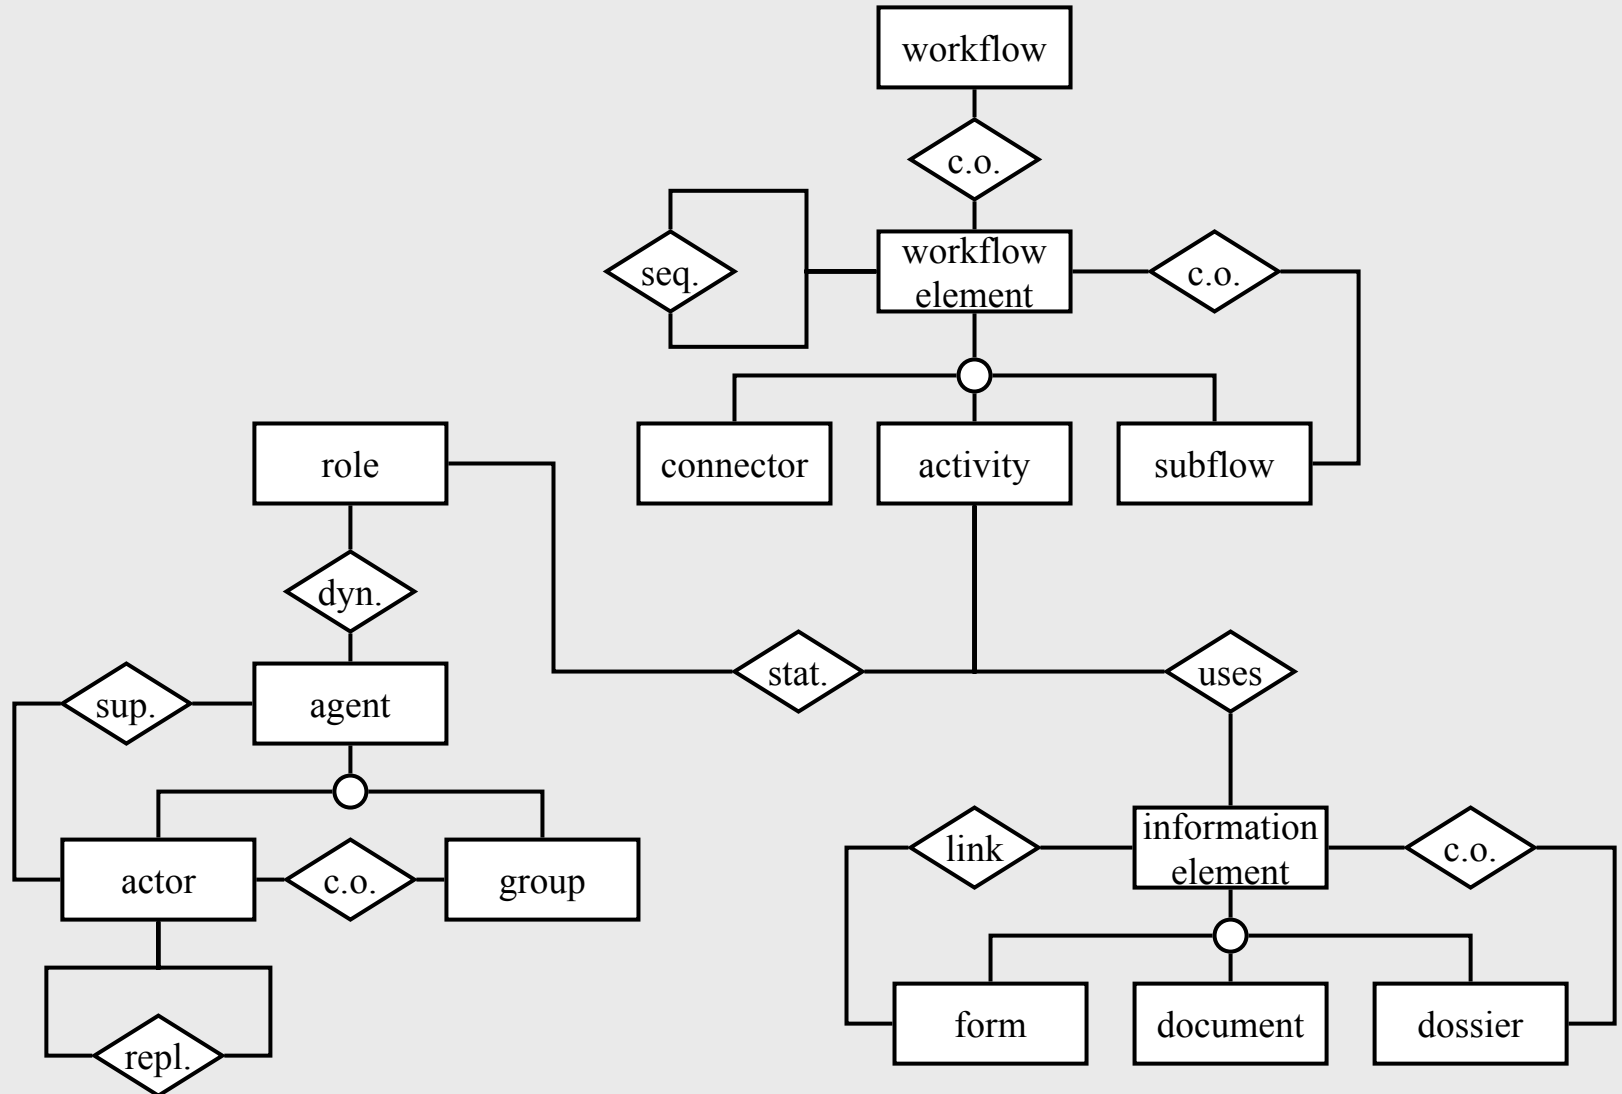 workflow
c.o.
workflow
element
seq.
c.o.
role
connector
activity
subflow
dyn.
stat.
uses
sup.
agent
link
information
element
c.o.
actor
c.o.
group
form
document
dossier
repl.